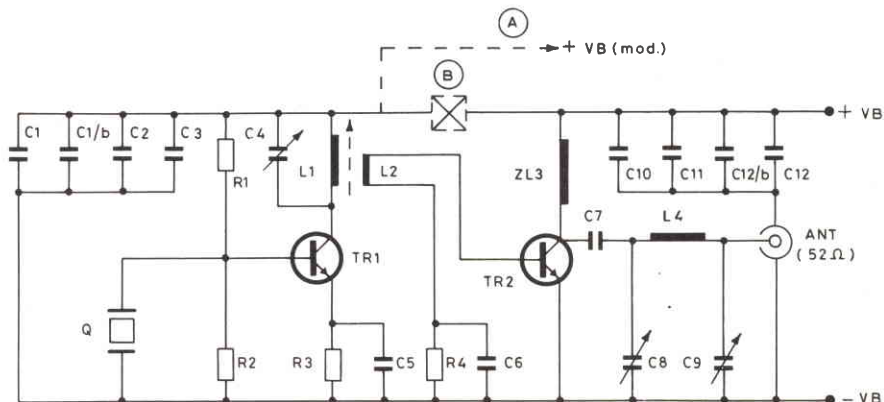 A
+ VB (mod.)
B
+ VB
C1
C1/b
C2
C3
C4
R1
L1
L2
ZL3
C10
C11
C12/b
C12
C7
L4
ANT
(52Ω)
TR1
TR2
Q
R2
R3
C5
R4
C6
C8
C9
− VB